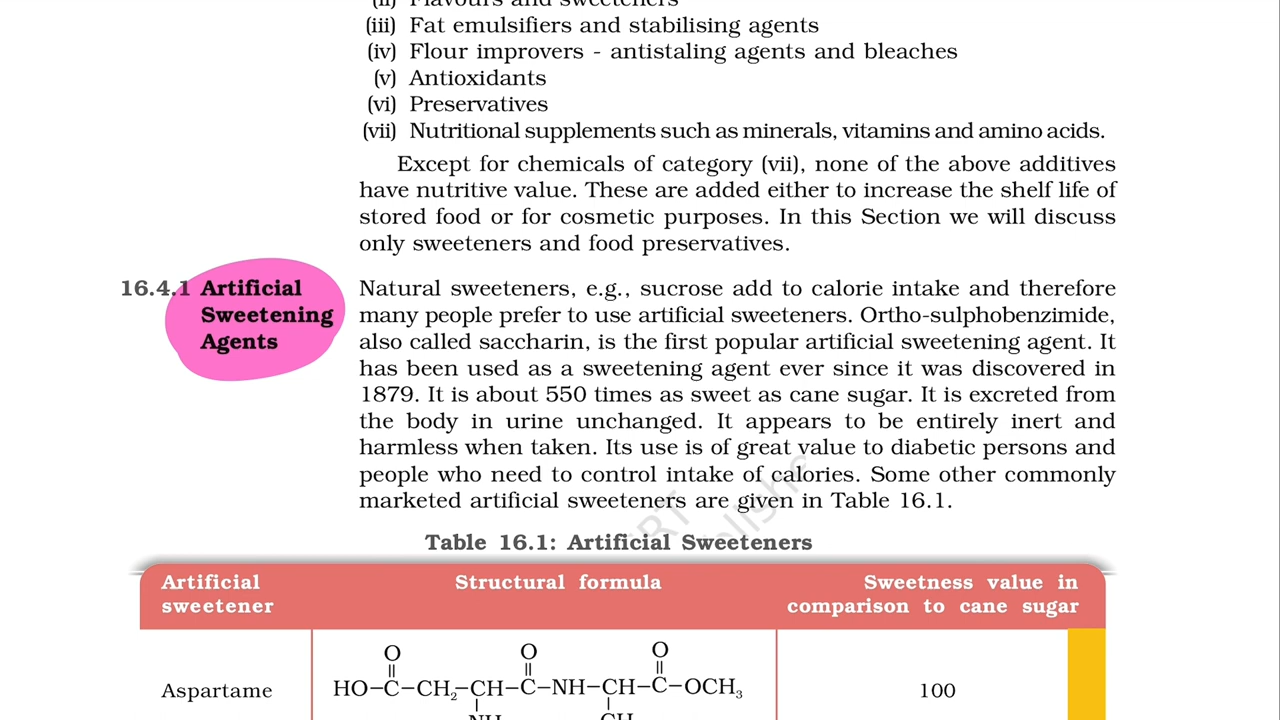 (ii) Flavours and sweeteners
(iii) Fat emulsifiers and stabilising agents
(iv) Flour improvers - antistaling agents and bleaches
(v) Antioxidants
(vi) Preservatives
(vii) Nutritional supplements such as minerals, vitamins and amino acids.
Except for chemicals of category (vii), none of the above additives
have nutritive value. These are added either to increase the shelf life of
stored food or for cosmetic purposes. In this Section we will discuss
only sweeteners and food preservatives.
16.4.1 Artificial
Sweetening
Agents
Natural sweeteners, e.g., sucrose add to calorie intake and therefore
many people prefer to use artificial sweeteners. Ortho-sulphobenzimide,
also called saccharin, is the first popular artificial sweetening agent. It
has been used as a sweetening agent ever since it was discovered in
1879. It is about 550 times as sweet as cane sugar. It is excreted from
the body in urine unchanged. It appears to be entirely inert and
harmless when taken. Its use is of great value to diabetic persons and
people who need to control intake of calories. Some other commonly
marketed artificial sweeteners are given in Table 16.1.
Table 16.1: Artificial Sweeteners
Artificial
sweetener
Structural formula
Sweetness value in
comparison to cane sugar
Aspartame
O O O
HO–C–CH₂–CH–C–NH–CH–C–OCH₃
100